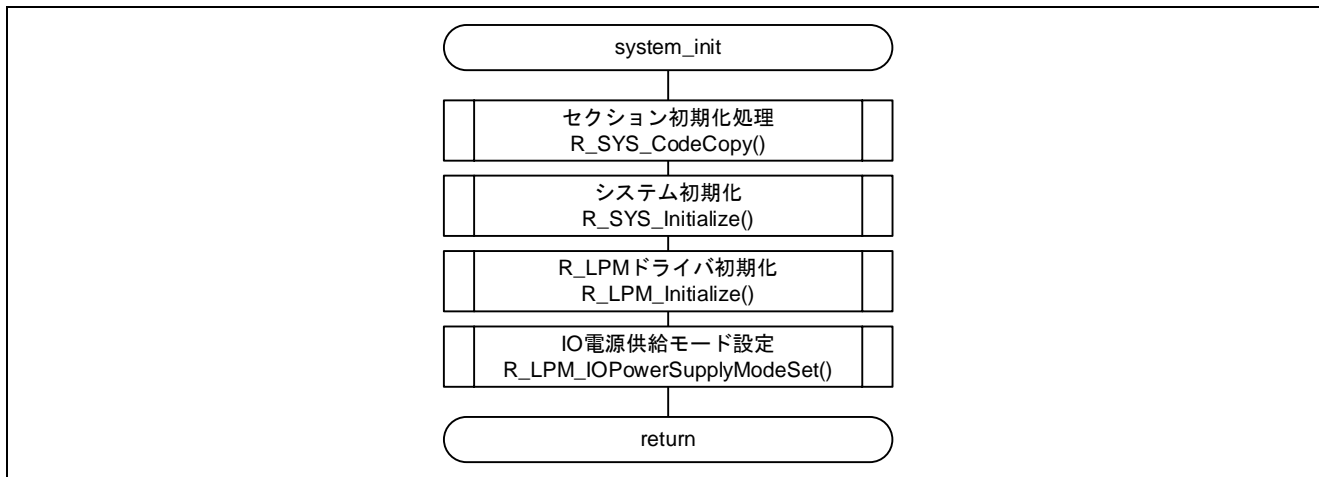 system_init
セクション初期化処理
R_SYS_CodeCopy()
システム初期化
R_SYS_Initialize()
R_LPMドライバ初期化
R_LPM_Initialize()
IO電源供給モード設定
R_LPM_IOPowerSupplyModeSet()
return